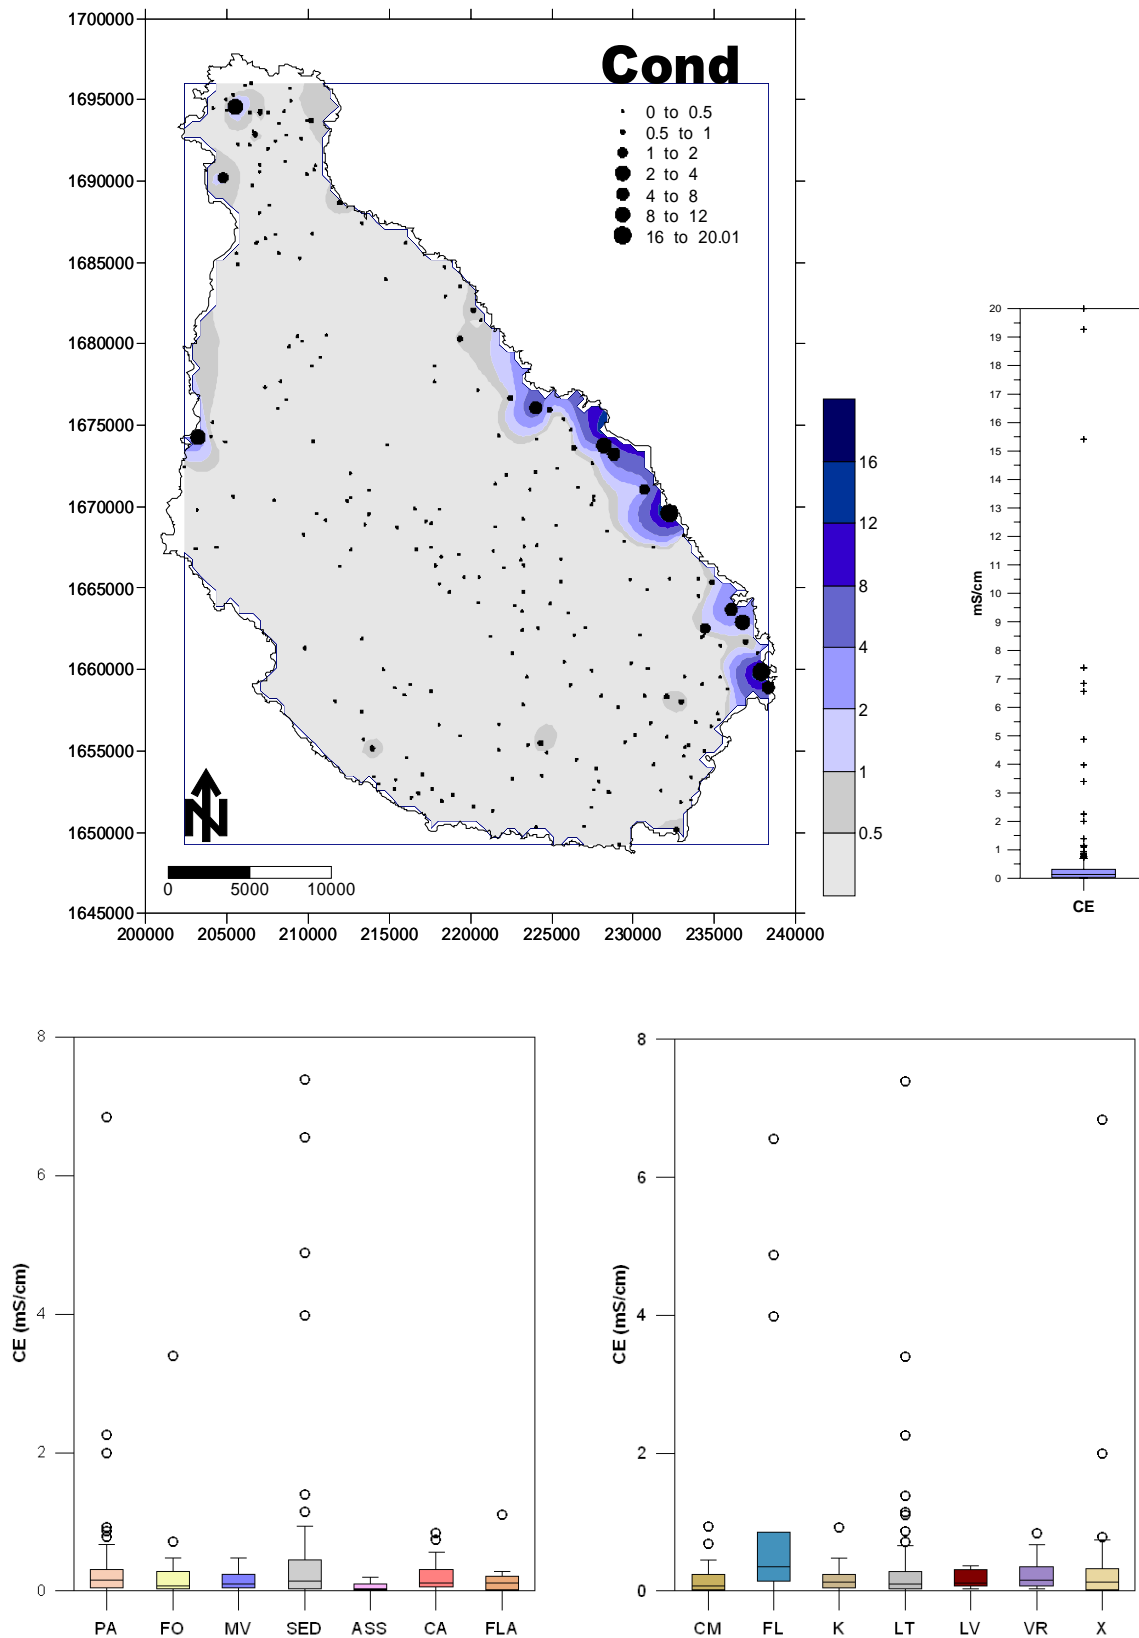 1700000
1695000
1690000
1685000
1680000
1675000
1670000
1665000
1660000
1655000
1650000
1645000
200000 205000 210000 215000 220000 225000 230000 235000 240000
Cond
0 to 0.5
0.5 to 1
1 to 2
2 to 4
4 to 8
8 to 12
16 to 20.01
N
0 5000 10000
16
12
8
4
2
1
0.5
20
19
18
17
16
15
14
13
12
11
10
9
8
7
6
5
4
3
2
1
0
mS/cm
CE
8
6
4
2
0
CE (mS/cm)
PA FO MV SED ASS CA FLA
8
6
4
2
0
CE (mS/cm)
CM FL K LT LV VR X